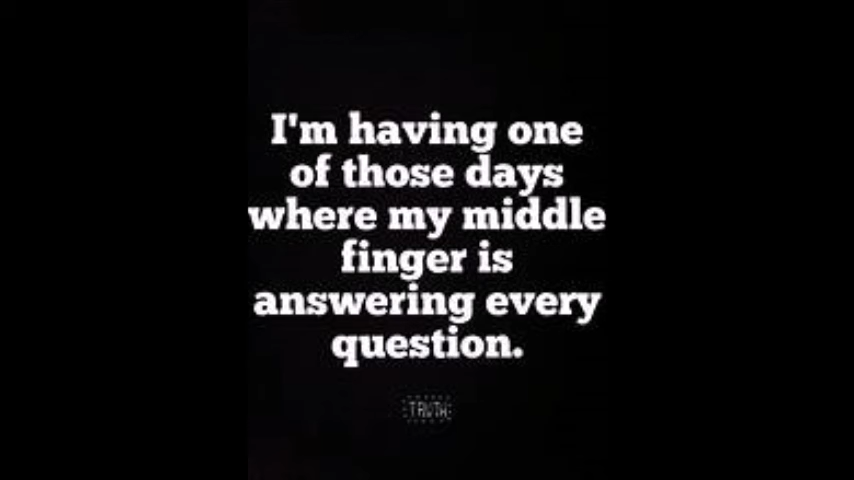 I'm having one
of those days
where my middle
finger is
answering every
question.
TRUTH